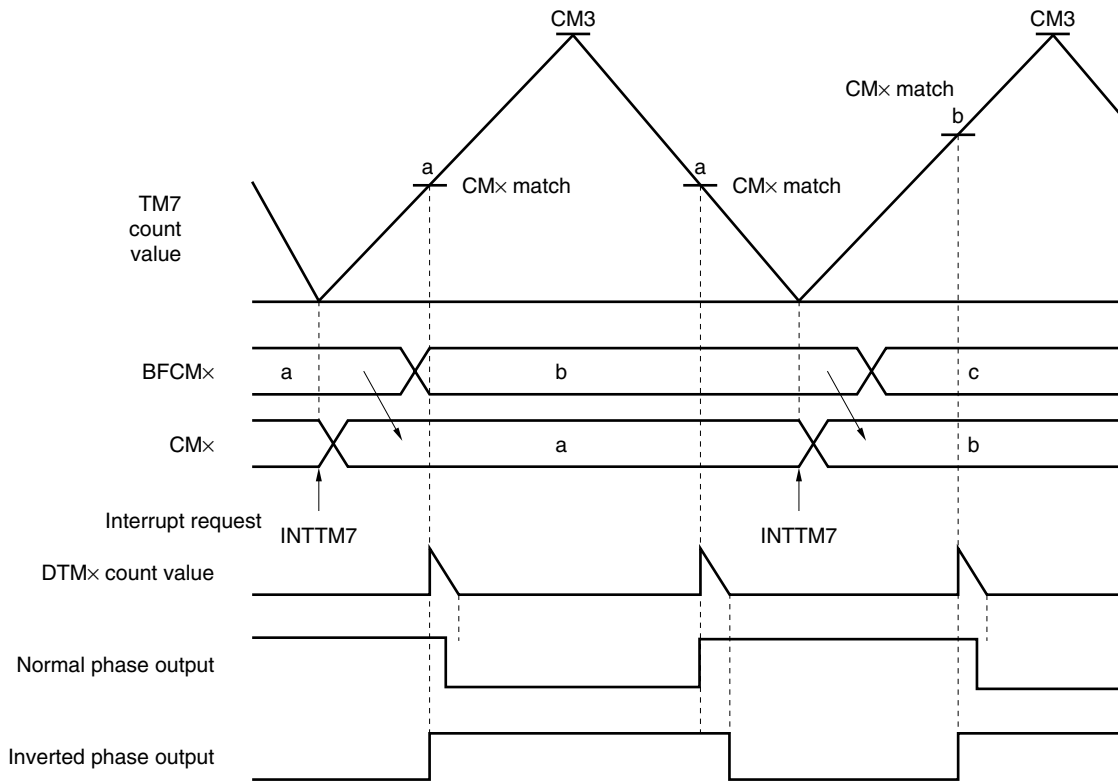 CM3
CM3
CM× match
b
a
CM× match
a
CM× match
TM7
count
value
BFCM×
a
b
c
CM×
a
b
Interrupt request
INTTM7
INTTM7
DTM× count value
Normal phase output
Inverted phase output